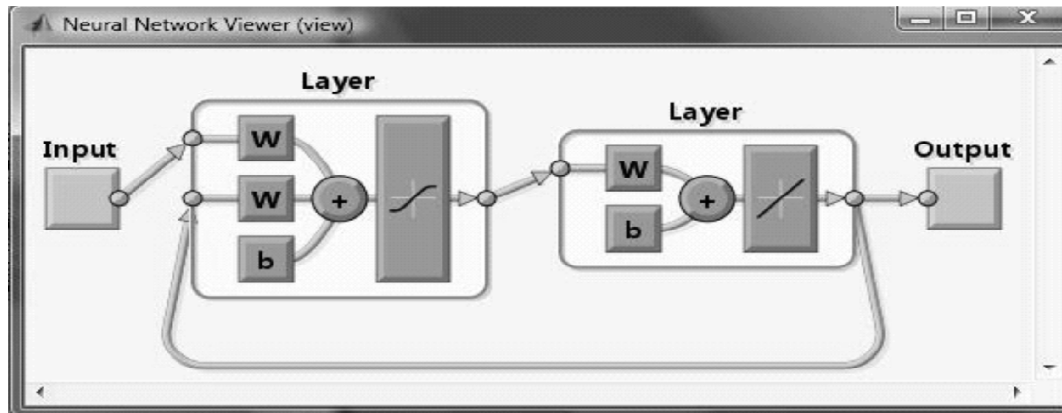 Neural Network Viewer (view)
Layer
Layer
Input
Output
W
W
b
+
W
b
+